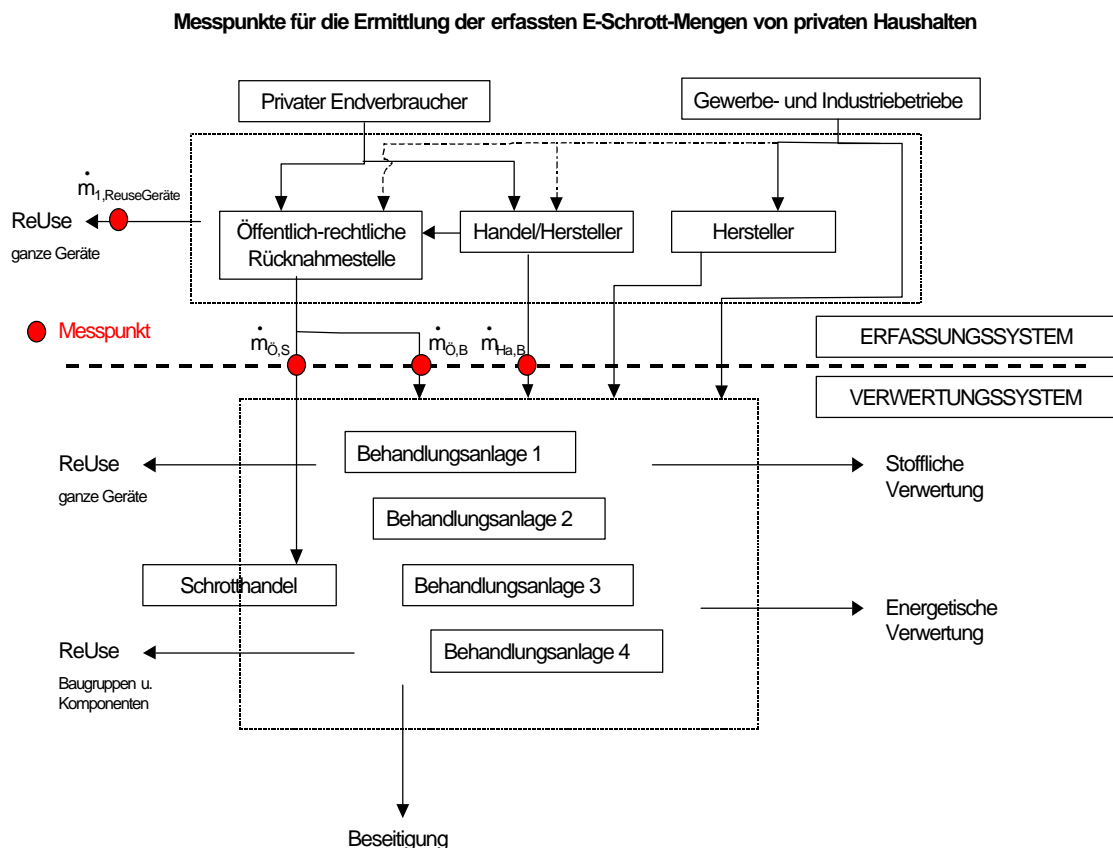 Messpunkte für die Ermittlung der erfassten E-Schrott-Mengen von privaten Haushalten
Privater Endverbraucher
Gewerbe- und Industriebetriebe
ṁ1,ReuseGeräte
ReUse
ganze Geräte
Öffentlich-rechtliche
Rücknahmestelle
Handel/Hersteller
Hersteller
Messpunkt
ṁÖ,S
ṁÖ,B
ṁHa,B
ERFASSUNGSSYSTEM
VERWERTUNGSSYSTEM
Behandlungsanlage 1
ReUse
ganze Geräte
Stoffliche
Verwertung
Behandlungsanlage 2
Schrotthandel
Behandlungsanlage 3
Energetische
Verwertung
Behandlungsanlage 4
ReUse
Baugruppen u.
Komponenten
Beseitigung